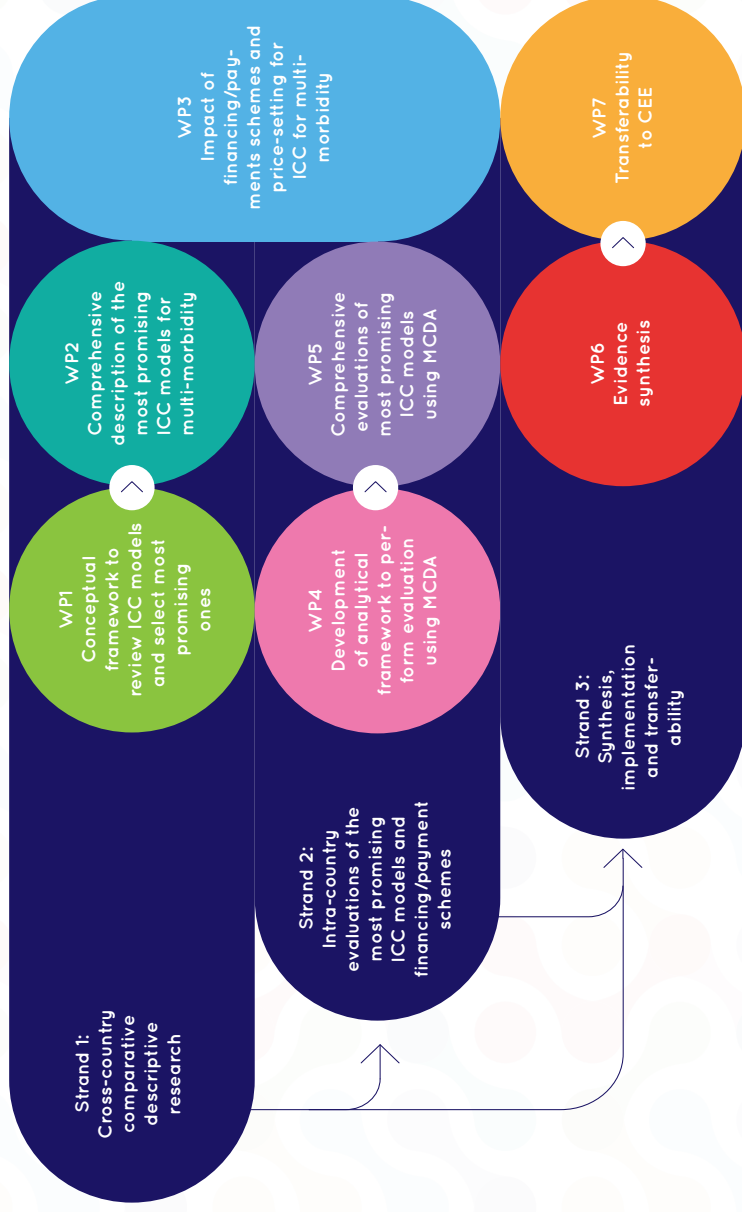 Strand 1:
Cross-country
comparative
descriptive
research
WP1
Conceptual
framework to
review ICC models
and select most
promising
ones
WP2
Comprehensive
description of the
most promising
ICC models for
multi-morbidity
WP3
Impact of
financing/pay-
ments schemes and
price-setting for
ICC for multi-
morbidity
Strand 2:
Intra-country
evaluations of the
most promising
ICC models and
financing/payment
schemes
WP4
Development
of analytical
framework to per-
form evaluation
using MCDA
WP5
Comprehensive
evaluations of
most promising
ICC models
using MCDA
Strand 3:
Synthesis,
implementation
and transfer-
ability
WP6
Evidence
synthesis
WP7
Transferability
to CEE